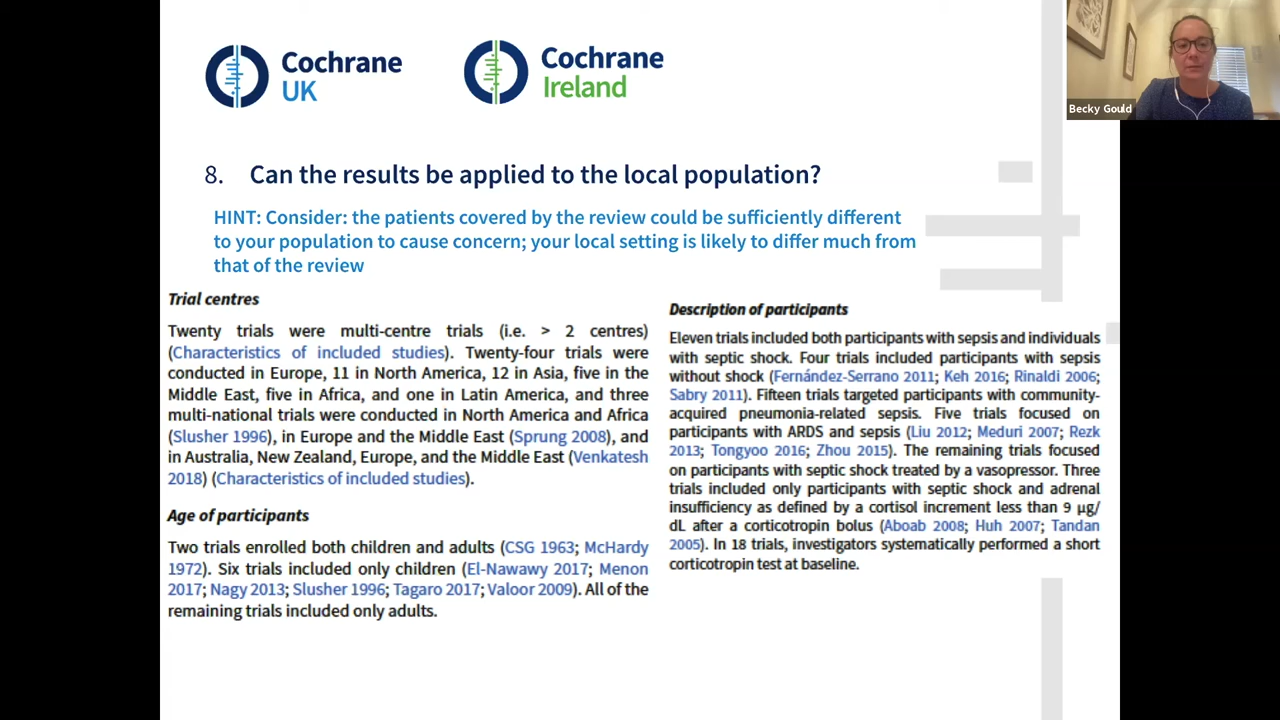 Cochrane
UK
Cochrane
Ireland
Becky Gould
8. Can the results be applied to the local population?
HINT: Consider: the patients covered by the review could be sufficiently different
to your population to cause concern; your local setting is likely to differ much from
that of the review
Trial centres
Twenty trials were multi-centre trials (i.e. > 2 centres)
(Characteristics of included studies). Twenty-four trials were
conducted in Europe, 11 in North America, 12 in Asia, five in the
Middle East, five in Africa, and one in Latin America, and three
multi-national trials were conducted in North America and Africa
(Slusher 1996), in Europe and the Middle East (Sprung 2008), and
in Australia, New Zealand, Europe, and the Middle East (Venkatesh
2018) (Characteristics of included studies).
Age of participants
Two trials enrolled both children and adults (CSG 1963; McHardy
1972). Six trials included only children (El-Nawawy 2017; Menon
2017; Nagy 2013; Slusher 1996; Tagaro 2017; Valoor 2009). All of the
remaining trials included only adults.
Description of participants
Eleven trials included both participants with sepsis and individuals
with septic shock. Four trials included participants with sepsis
without shock (Fernández-Serrano 2011; Keh 2016; Rinaldi 2006;
Sabry 2011). Fifteen trials targeted participants with community-
acquired pneumonia-related sepsis. Five trials focused on
participants with ARDS and sepsis (Liu 2012; Meduri 2007; Rezk
2013; Tongyoo 2016; Zhou 2015). The remaining trials focused
on participants with septic shock treated by a vasopressor. Three
trials included only participants with septic shock and adrenal
insufficiency as defined by a cortisol increment less than 9 μg/
dL after a corticotropin bolus (Aboab 2008; Huh 2007; Tandan
2005). In 18 trials, investigators systematically performed a short
corticotropin test at baseline.